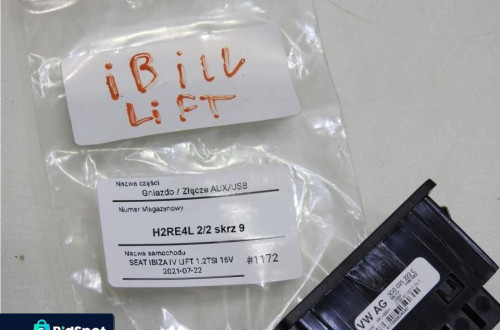 iBill
LiFT
Nazwa części
Gniazdo / Złącze AUX/USB
Numer Magazynowy
H2RE4L 2/2 skrz 9
Nazwa samochodu
SEAT IBIZA IV LIFT 1.2TSI 16V
#1172
2021-07-22
VW AG